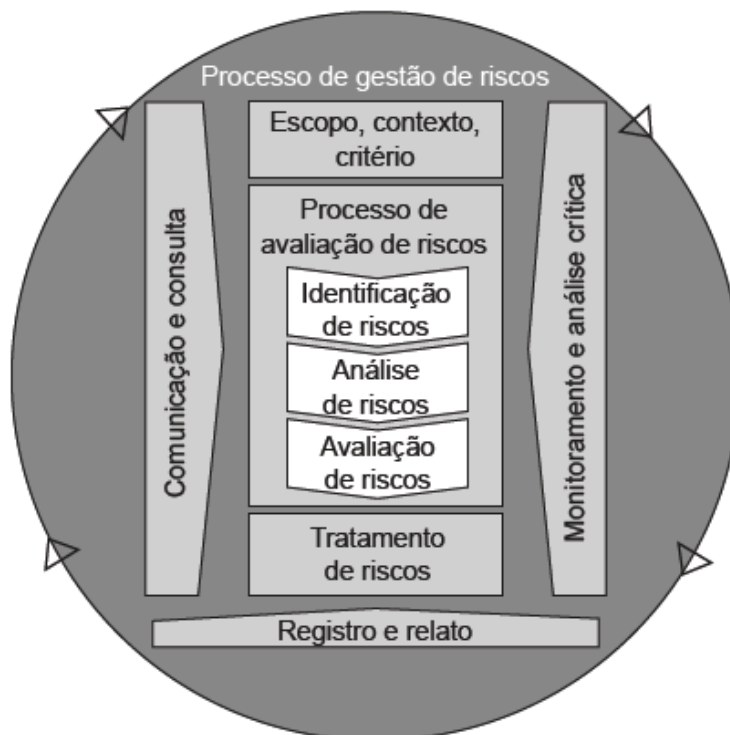 Processo de gestão de riscos
Escopo, contexto,
critério
Comunicação e consulta
Processo de
avaliação de riscos
Identificação
de riscos
Análise
de riscos
Avaliação
de riscos
Monitoramento e análise crítica
Tratamento
de riscos
Registro e relato